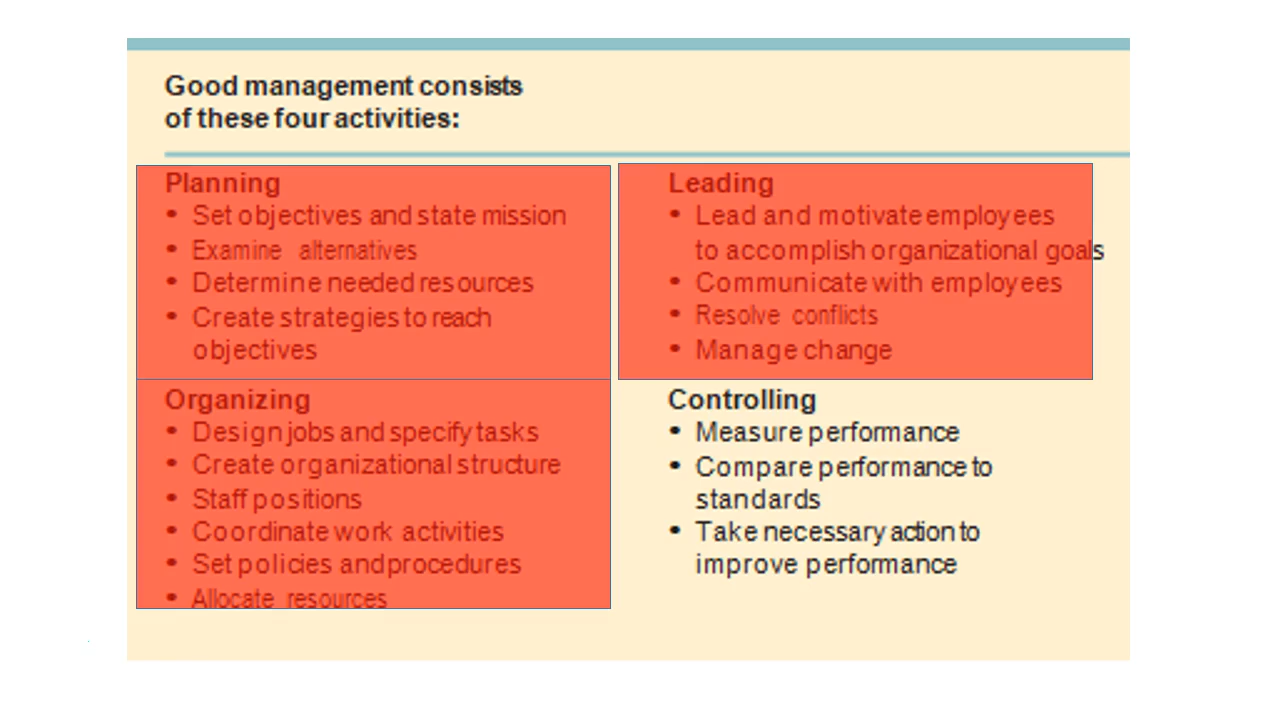 Good management consists
of these four activities:
Planning
• Set objectives and state mission
• Examine alternatives
• Determine needed resources
• Create strategies to reach
objectives
Organizing
• Design jobs and specify tasks
• Create organizational structure
• Staff positions
• Coordinate work activities
• Set policies and procedures
• Allocate resources
Leading
• Lead and motivate employees
to accomplish organizational goals
• Communicate with employees
• Resolve conflicts
• Manage change
Controlling
• Measure performance
• Compare performance to
standards
• Take necessary action to
improve performance